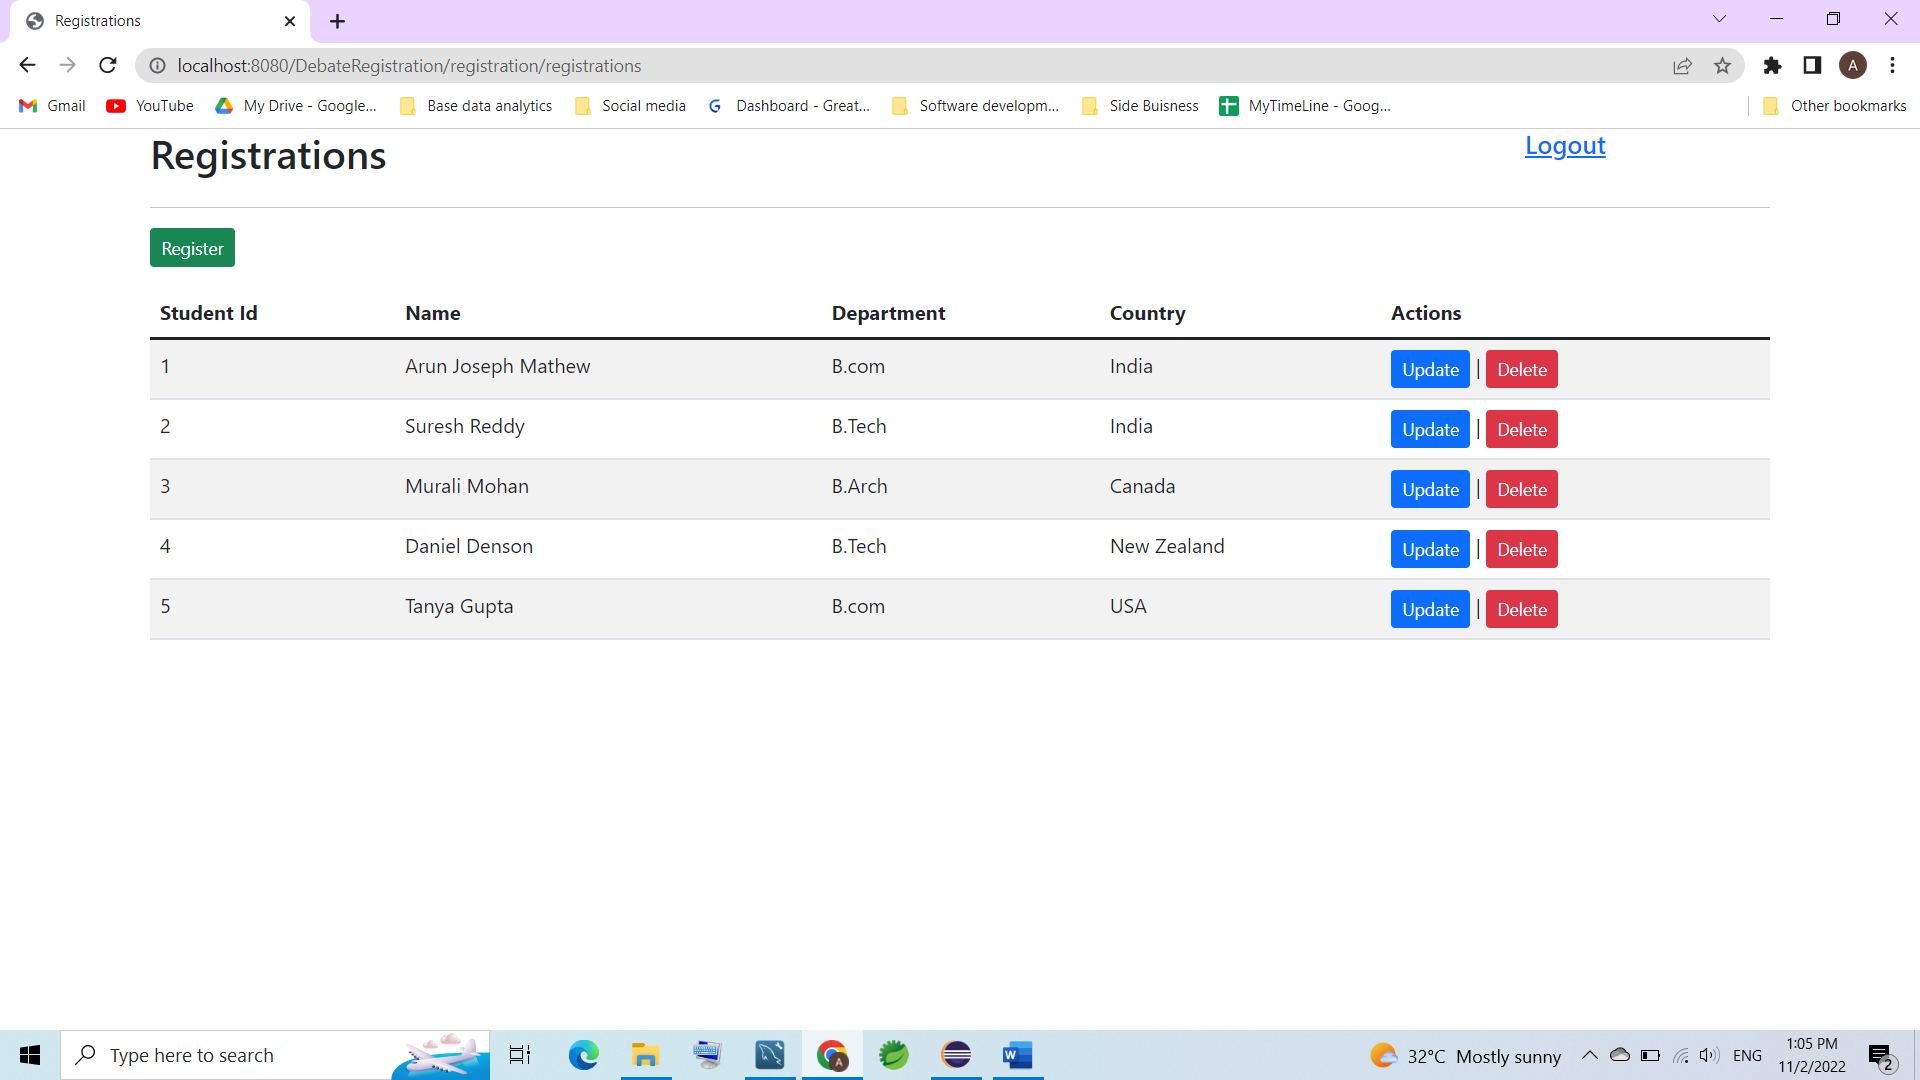 Registrations
localhost:8080/DebateRegistration/registration/registrations
A
Gmail YouTube My Drive - Google... Base data analytics Social media Dashboard - Great... Software developm... Side Buisness MyTimeLine - Goog... Other bookmarks
Registrations Logout
Register
Student Id Name Department Country Actions
1 Arun Joseph Mathew B.com India Update | Delete
2 Suresh Reddy B.Tech India Update | Delete
3 Murali Mohan B.Arch Canada Update | Delete
4 Daniel Denson B.Tech New Zealand Update | Delete
5 Tanya Gupta B.com USA Update | Delete
Type here to search A W 32°C Mostly sunny ENG 1:05 PM
11/2/2022 2